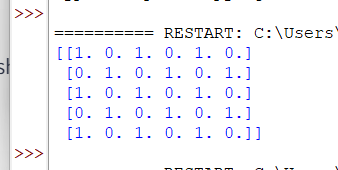 >>>
========== RESTART: C:\Users\
[[1. 0. 1. 0. 1. 0.]
[0. 1. 0. 1. 0. 1.]
[1. 0. 1. 0. 1. 0.]
[0. 1. 0. 1. 0. 1.]
[1. 0. 1. 0. 1. 0.]]
>>>